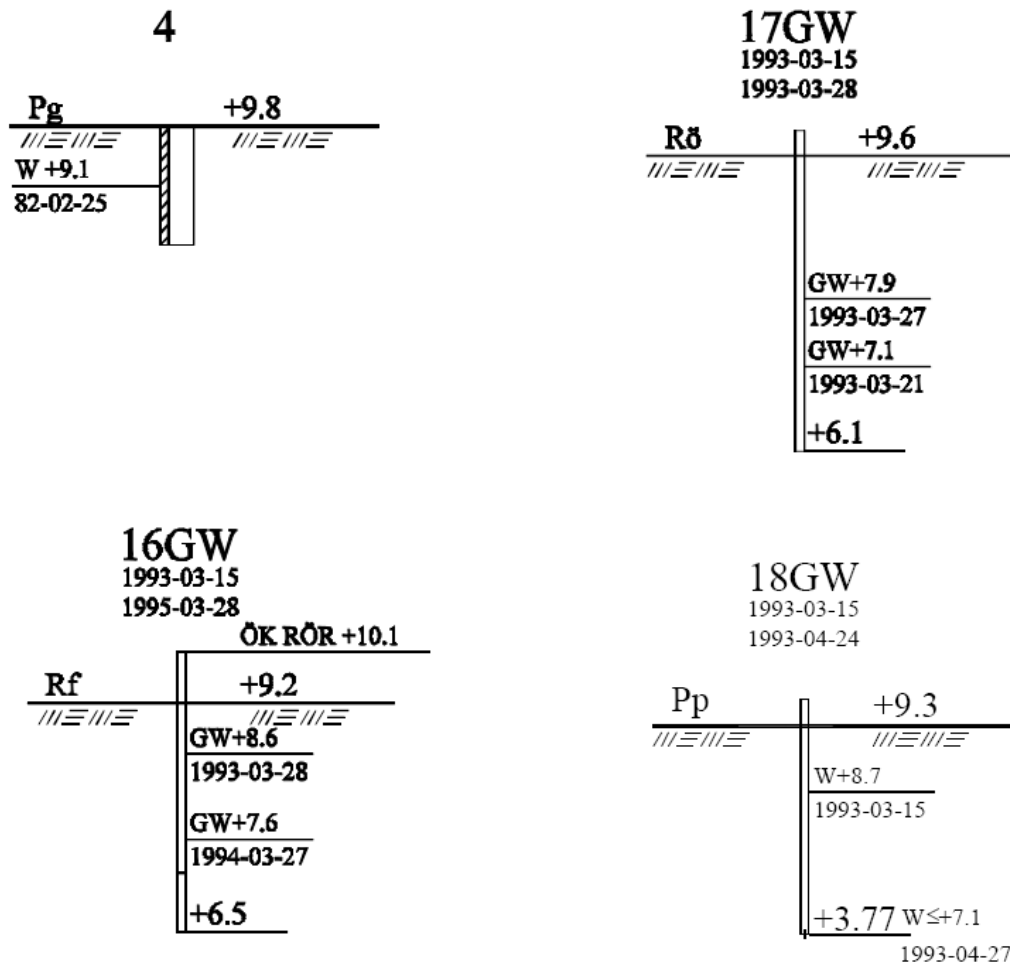 4
Pg +9.8
W +9.1
82-02-25
17GW
1993-03-15
1993-03-28
Rö +9.6
GW+7.9
1993-03-27
GW+7.1
1993-03-21
+6.1
16GW
1993-03-15
1995-03-28
ÖK RÖR +10.1
Rf +9.2
GW+8.6
1993-03-28
GW+7.6
1994-03-27
+6.5
18GW
1993-03-15
1993-04-24
Pp +9.3
W+8.7
1993-03-15
+3.77 W≤+7.1
1993-04-27